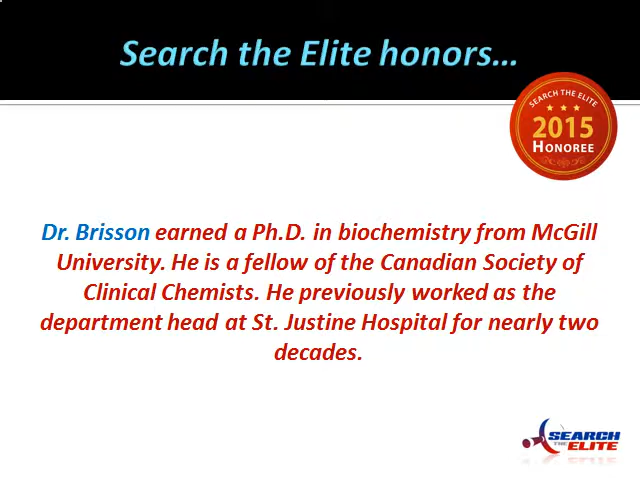 Search the Elite honors...
SEARCH THE ELITE
2015
HONOREE
Dr. Brisson earned a Ph.D. in biochemistry from McGill
University. He is a fellow of the Canadian Society of
Clinical Chemists. He previously worked as the
department head at St. Justine Hospital for nearly two
decades.
SEARCH
THE ELITE